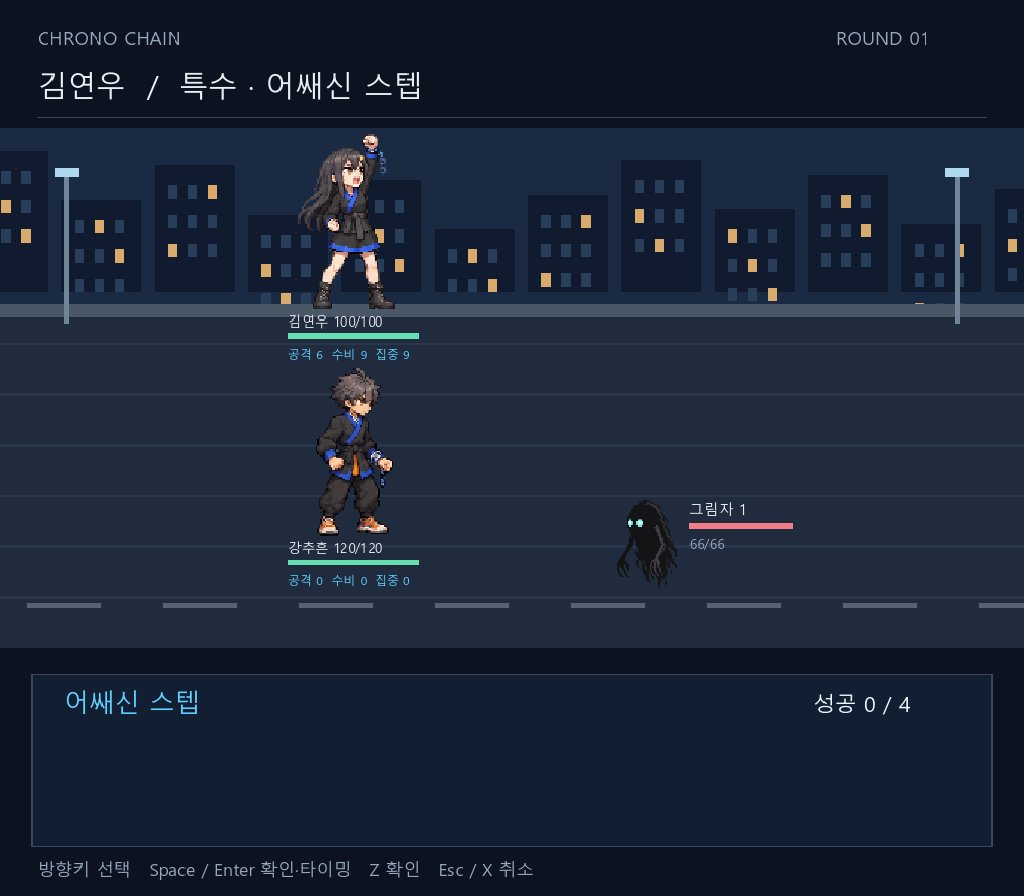 CHRONO CHAIN
ROUND 01
김연우 / 특수 · 어쌔신 스텝
김연우 100/100
공격 6 수비 9 집중 9
강추흔 120/120
공격 0 수비 0 집중 0
그림자 1
66/66
어쌔신 스텝
성공 0 / 4
방향키 선택 Space / Enter 확인·타이밍 Z 확인 Esc / X 취소